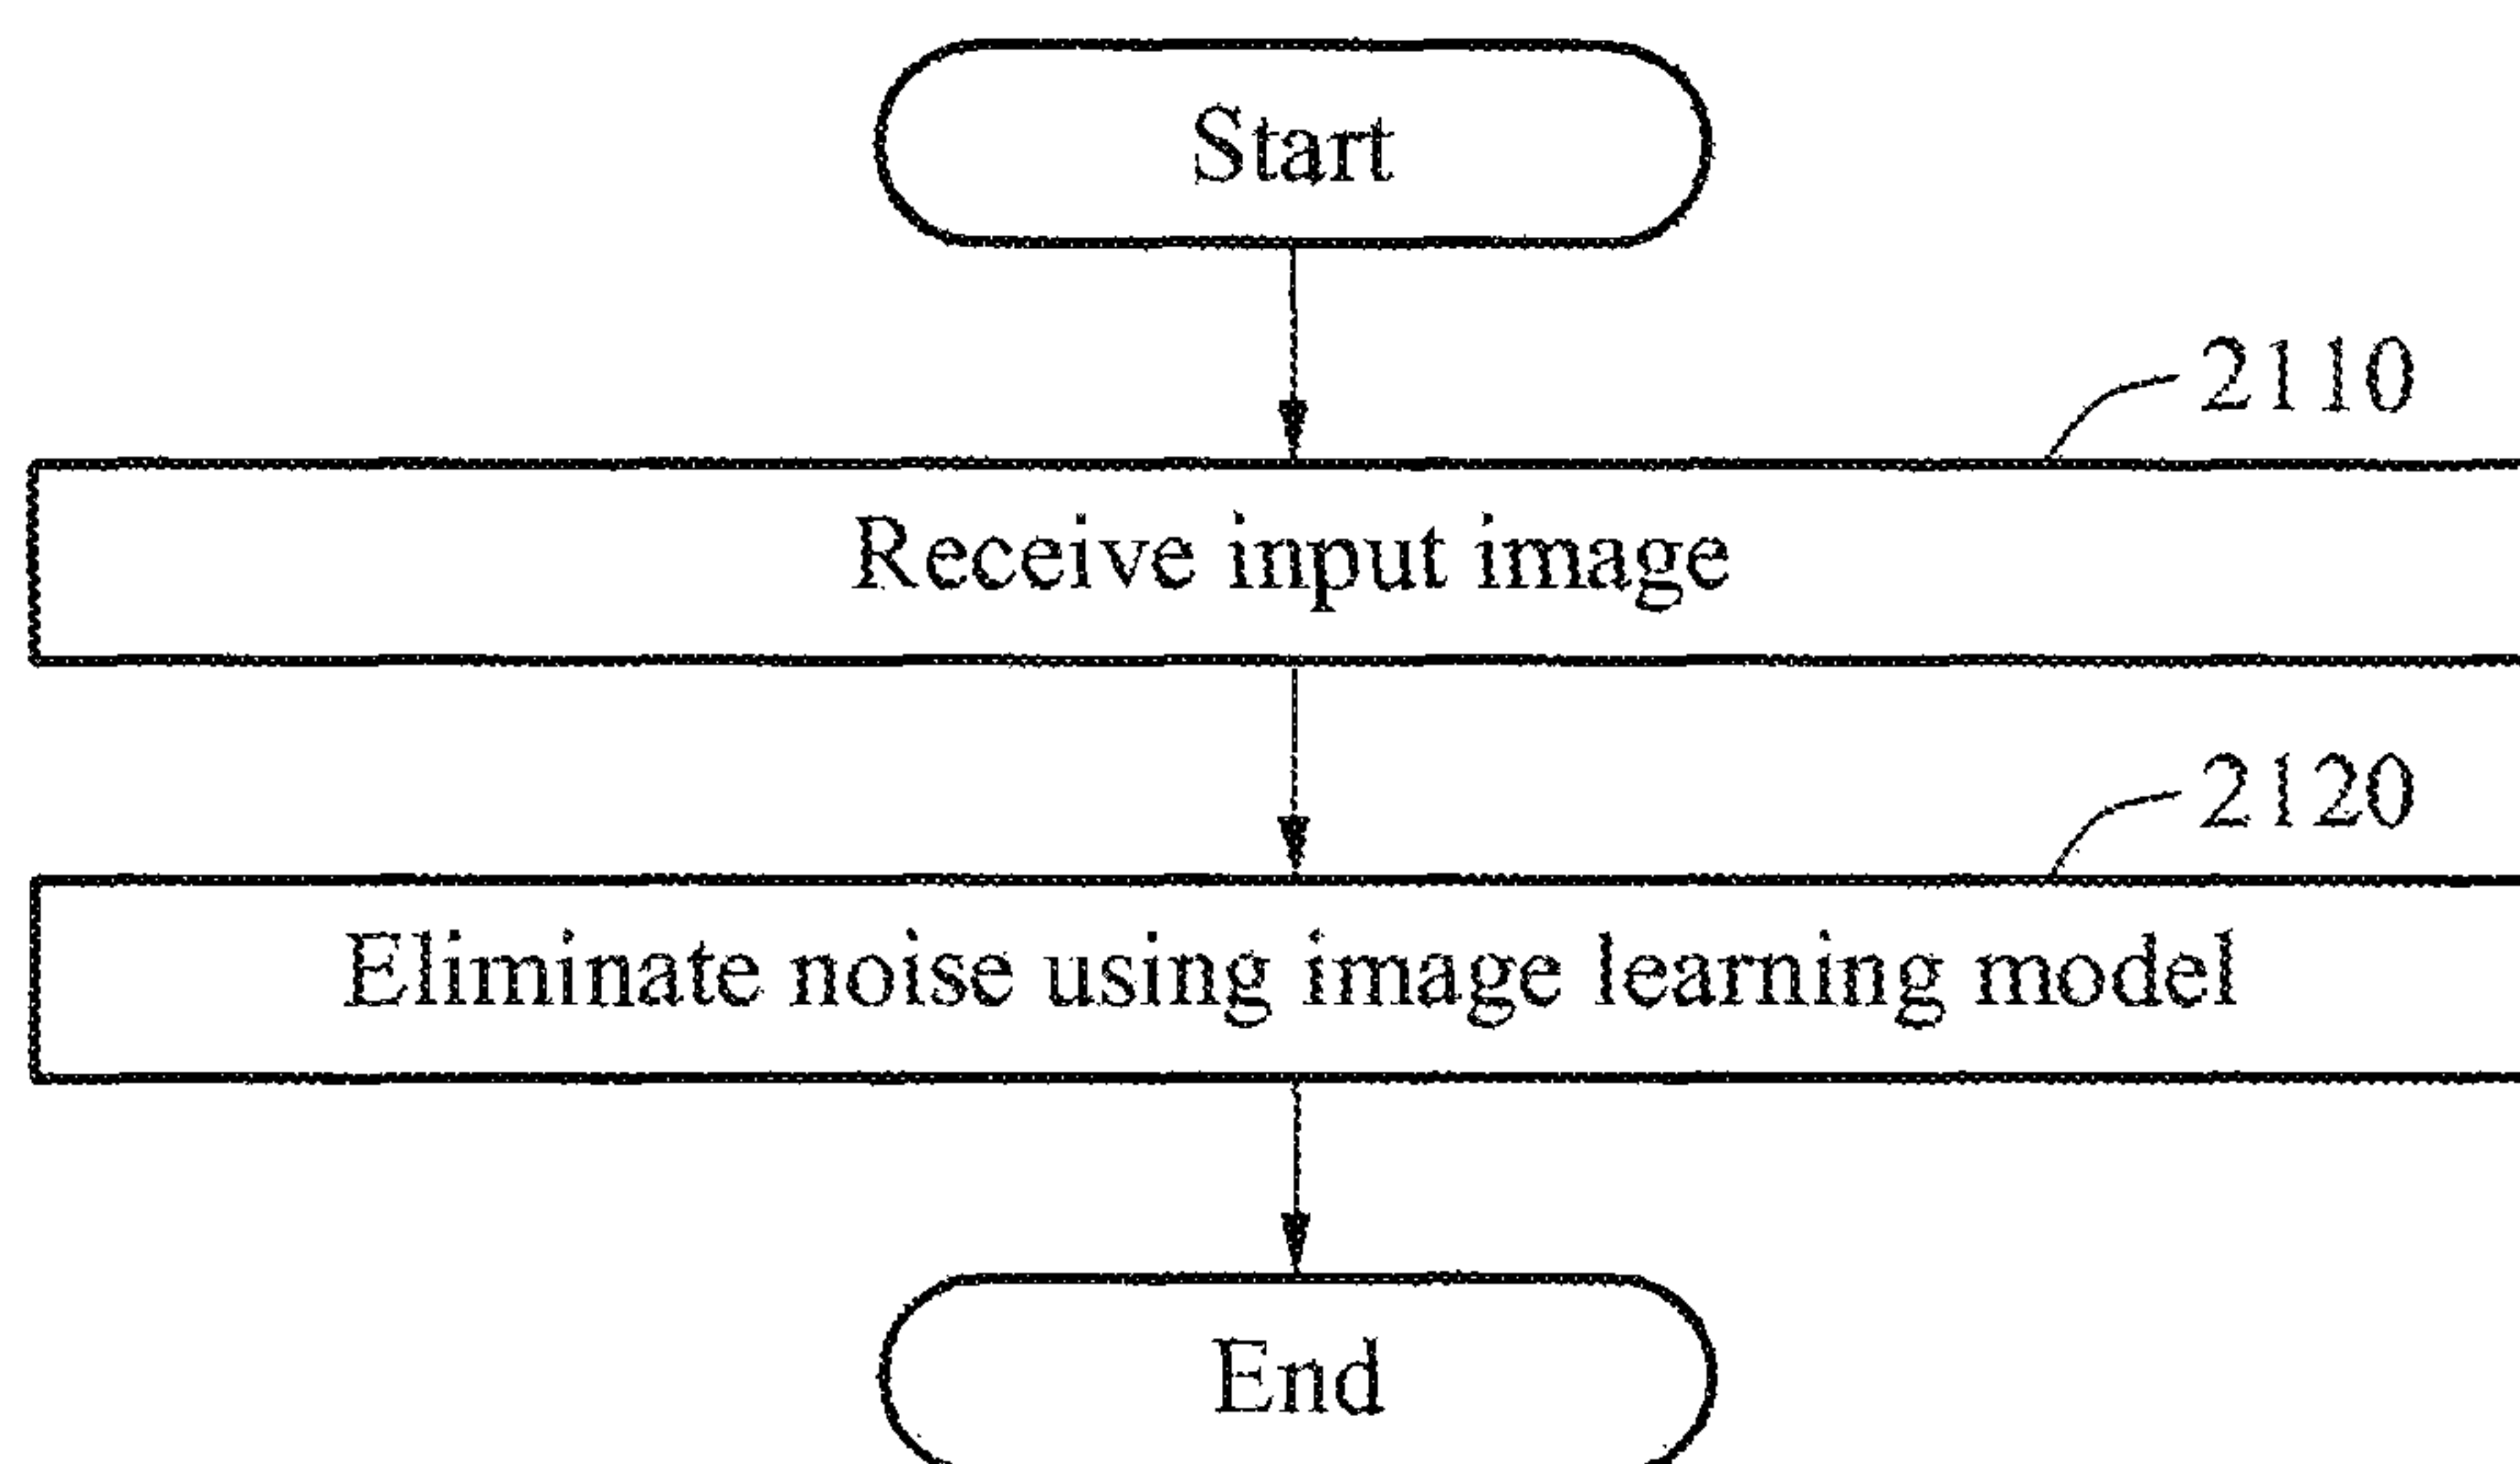 Start
2110
Receive input image
2120
Eliminate noise using image learning model
End